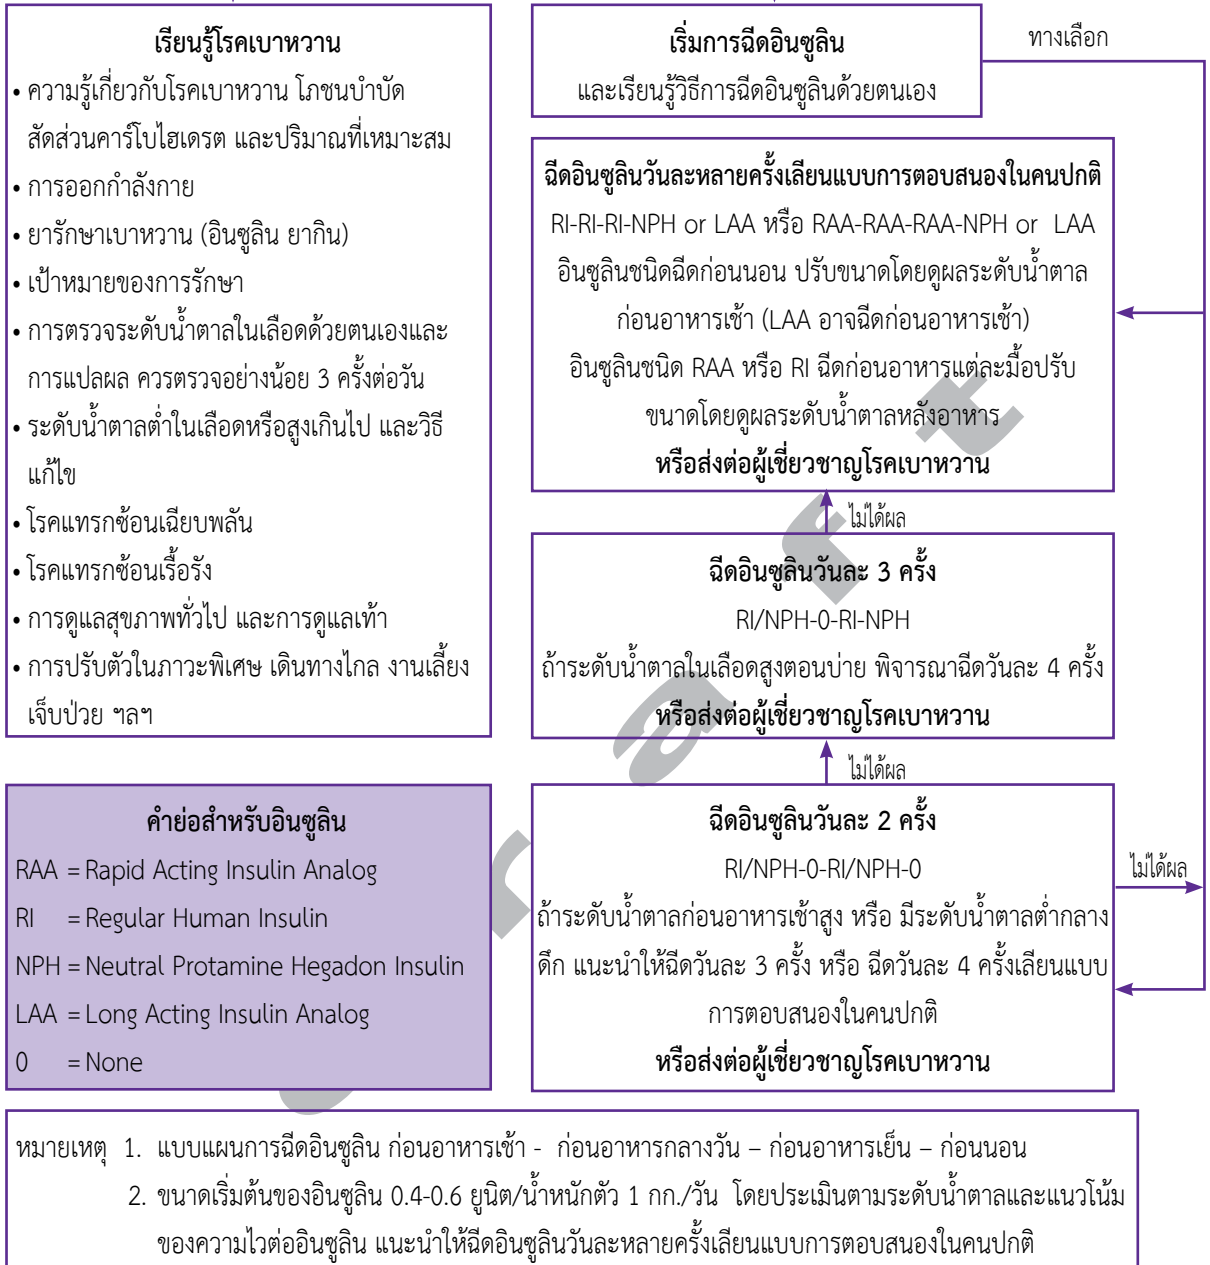 เรียนรู้โรคเบาหวาน
• ความรู้เกี่ยวกับโรคเบาหวาน โภชนบำบัด
สัดส่วนคาร์โบไฮเดรต และปริมาณที่เหมาะสม
• การออกกำลังกาย
• ยารักษาเบาหวาน (อินซูลิน ยากิน)
• เป้าหมายของการรักษา
• การตรวจระดับน้ำตาลในเลือดด้วยตนเองและ
การแปลผล ควรตรวจอย่างน้อย 3 ครั้งต่อวัน
• ระดับน้ำตาลต่ำในเลือดหรือสูงเกินไป และวิธี
แก้ไข
• โรคแทรกซ้อนเฉียบพลัน
• โรคแทรกซ้อนเรื้อรัง
• การดูแลสุขภาพทั่วไป และการดูแลเท้า
• การปรับตัวในภาวะพิเศษ เดินทางไกล งานเลี้ยง
เจ็บป่วย ฯลฯ
คำย่อสำหรับอินซูลิน
RAA = Rapid Acting Insulin Analog
RI = Regular Human Insulin
NPH = Neutral Protamine Hegadon Insulin
LAA = Long Acting Insulin Analog
0 = None
เริ่มการฉีดอินซูลิน
และเรียนรู้วิธีการฉีดอินซูลินด้วยตนเอง
ทางเลือก
ฉีดอินซูลินวันละหลายครั้งเลียนแบบการตอบสนองในคนปกติ
RI-RI-RI-NPH or LAA หรือ RAA-RAA-RAA-NPH or LAA
อินซูลินชนิดฉีดก่อนนอน ปรับขนาดโดยดูผลระดับน้ำตาล
ก่อนอาหารเช้า (LAA อาจฉีดก่อนอาหารเช้า)
อินซูลินชนิด RAA หรือ RI ฉีดก่อนอาหารแต่ละมื้อปรับ
ขนาดโดยดูผลระดับน้ำตาลหลังอาหาร
หรือส่งต่อผู้เชี่ยวชาญโรคเบาหวาน
ไม่ได้ผล
ฉีดอินซูลินวันละ 3 ครั้ง
RI/NPH-0-RI-NPH
ถ้าระดับน้ำตาลในเลือดสูงตอนบ่าย พิจารณาฉีดวันละ 4 ครั้ง
หรือส่งต่อผู้เชี่ยวชาญโรคเบาหวาน
ไม่ได้ผล
ฉีดอินซูลินวันละ 2 ครั้ง
RI/NPH-0-RI/NPH-0
ถ้าระดับน้ำตาลก่อนอาหารเช้าสูง หรือ มีระดับน้ำตาลต่ำกลาง
ดึก แนะนำให้ฉีดวันละ 3 ครั้ง หรือ ฉีดวันละ 4 ครั้งเลียนแบบ
การตอบสนองในคนปกติ
หรือส่งต่อผู้เชี่ยวชาญโรคเบาหวาน
ไม่ได้ผล
หมายเหตุ 1. แบบแผนการฉีดอินซูลิน ก่อนอาหารเช้า - ก่อนอาหารกลางวัน – ก่อนอาหารเย็น – ก่อนนอน
2. ขนาดเริ่มต้นของอินซูลิน 0.4-0.6 ยูนิต/น้ำหนักตัว 1 กก./วัน โดยประเมินตามระดับน้ำตาลและแนวโน้ม
ของความไวต่ออินซูลิน แนะนำให้ฉีดอินซูลินวันละหลายครั้งเลียนแบบการตอบสนองในคนปกติ